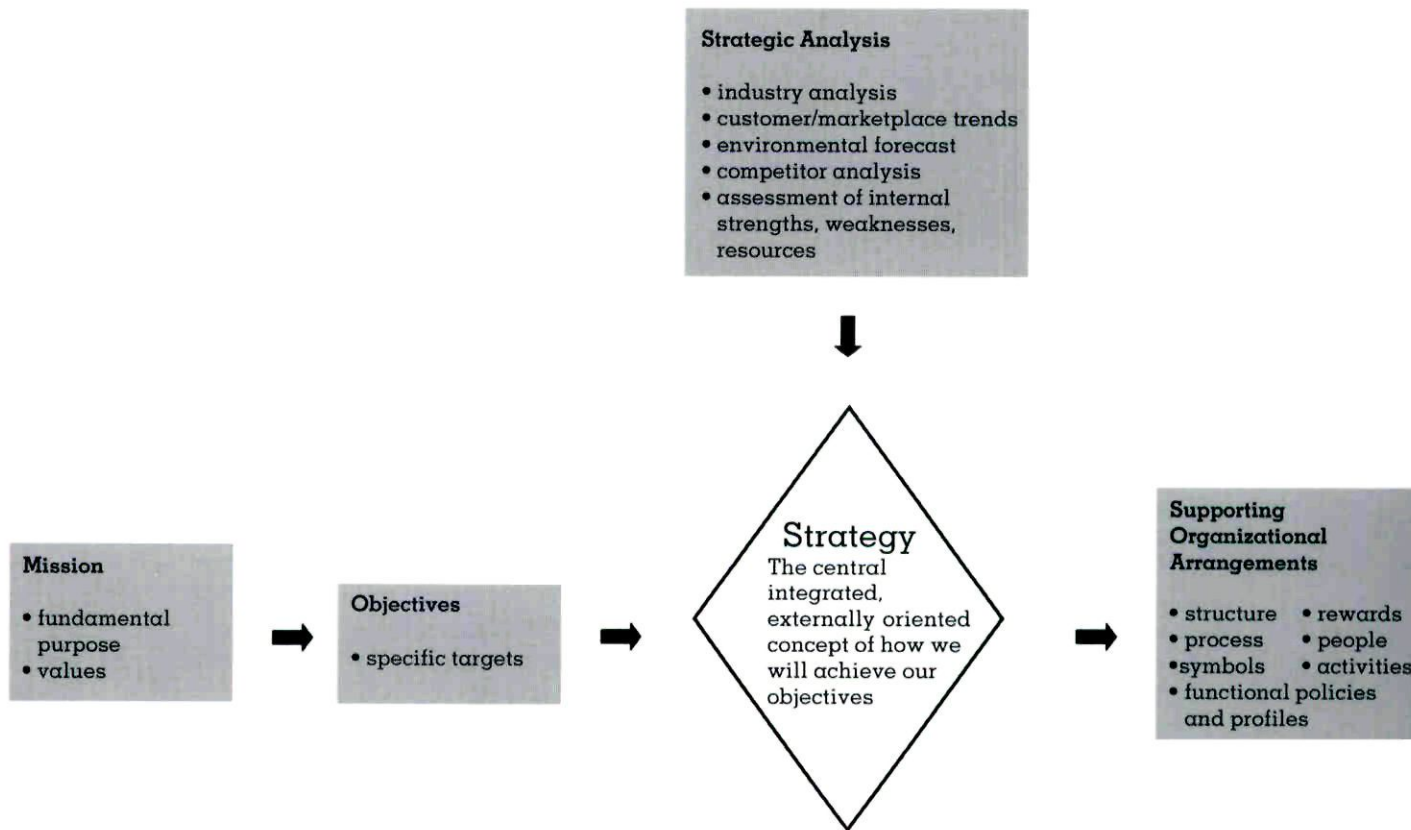 Strategic Analysis
• industry analysis
• customer/marketplace trends
• environmental forecast
• competitor analysis
• assessment of internal
strengths, weaknesses,
resources
Mission
• fundamental
purpose
• values
Objectives
• specific targets
Strategy
The central
integrated,
externally oriented
concept of how we
will achieve our
objectives
Supporting
Organizational
Arrangements
• structure • rewards
• process • people
•symbols • activities
• functional policies
and profiles